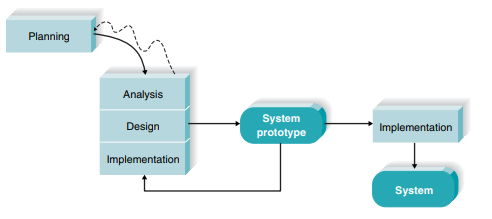 Planning
Analysis
Design
Implementation
System
prototype
Implementation
System